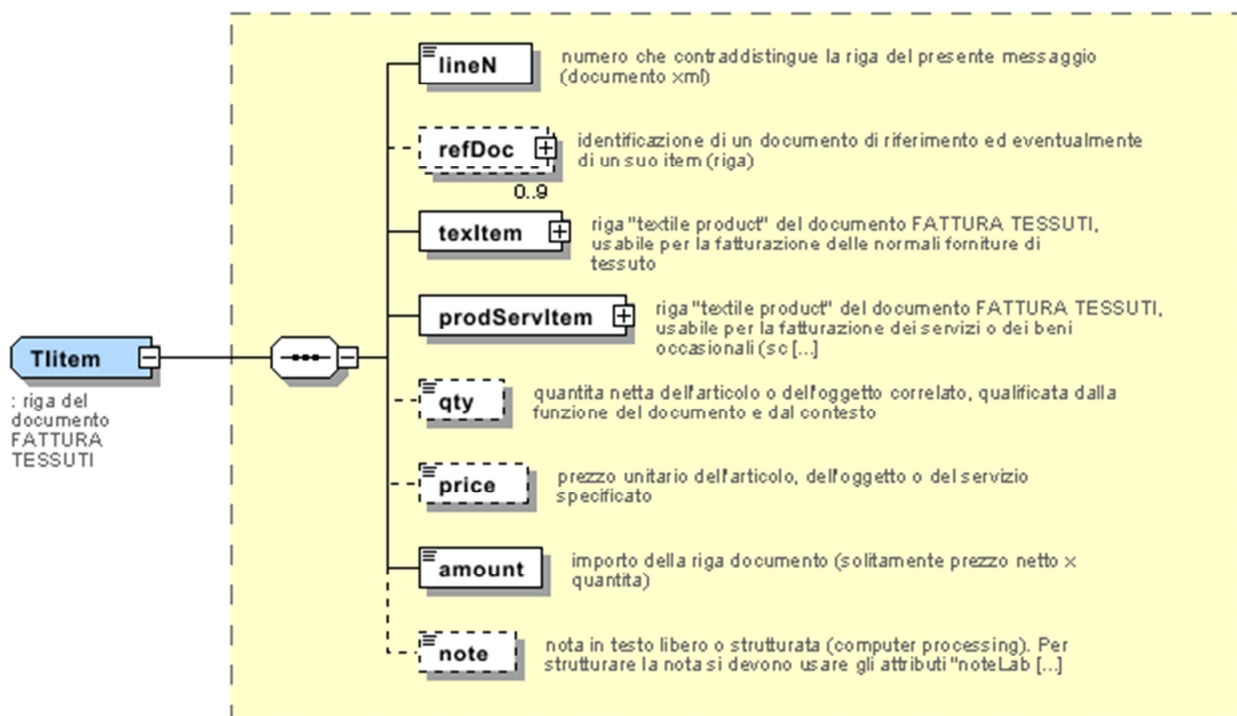 lineN
numero che contraddistingue la riga del presente messaggio
(documento xml)
refDoc
identificazione di un documento di riferimento ed eventualmente
di un suo item (riga)
0..9
texItem
riga "textile product" del documento FATTURA TESSUTI,
usabile per la fatturazione delle normali forniture di
tessuto
prodServItem
riga "textile product" del documento FATTURA TESSUTI,
usabile per la fatturazione dei servizi o dei beni
occasionali (sc [...]
TIitem
: riga del
documento
FATTURA
TESSUTI
qty
quantita netta dell'articolo o dell'oggetto correlato, qualificata dalla
funzione del documento e dal contesto
price
prezzo unitario dell'articolo, dell'oggetto o del servizio
specificato
amount
importo della riga documento (solitamente prezzo netto x
quantita)
note
nota in testo libero o strutturata (computer processing). Per
strutturare la nota si devono usare gli attributi "noteLab [...]